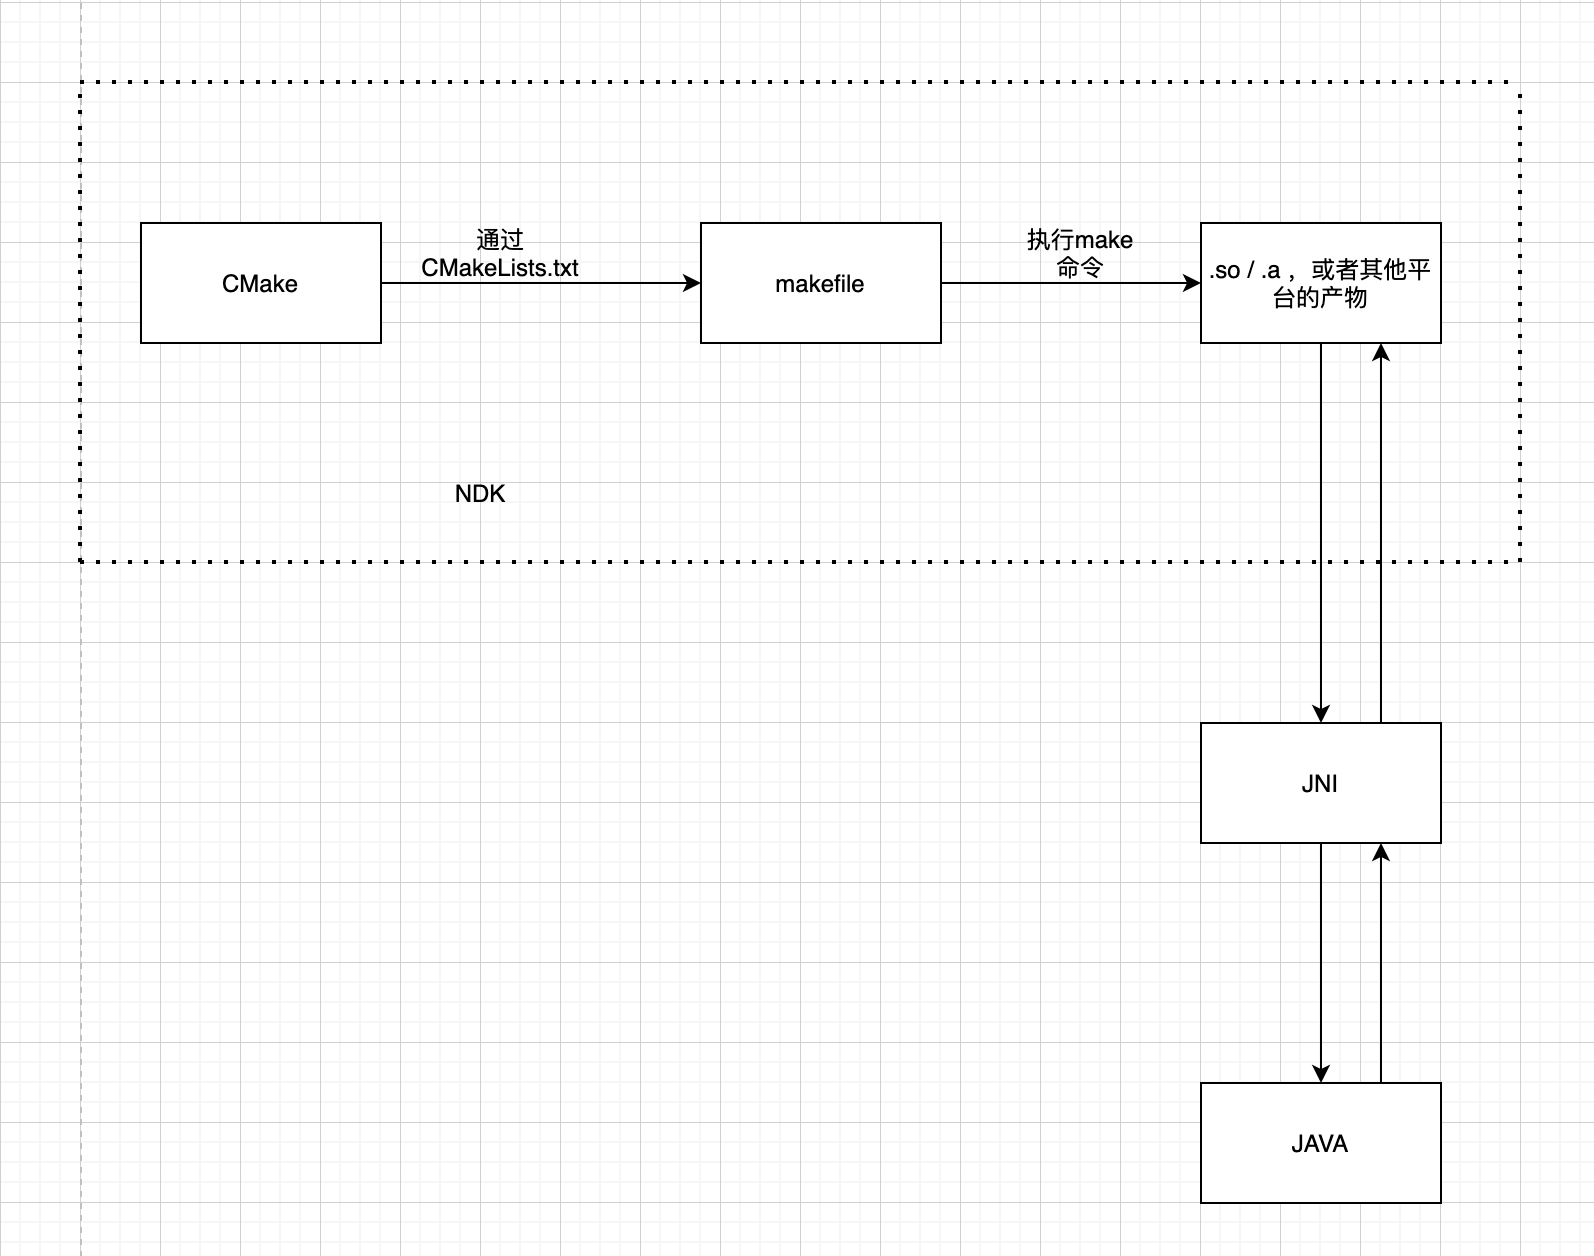 通过
CMakeLists.txt
执行make
命令
CMake
makefile
.so / .a ，或者其他平
台的产物
NDK
JNI
JAVA